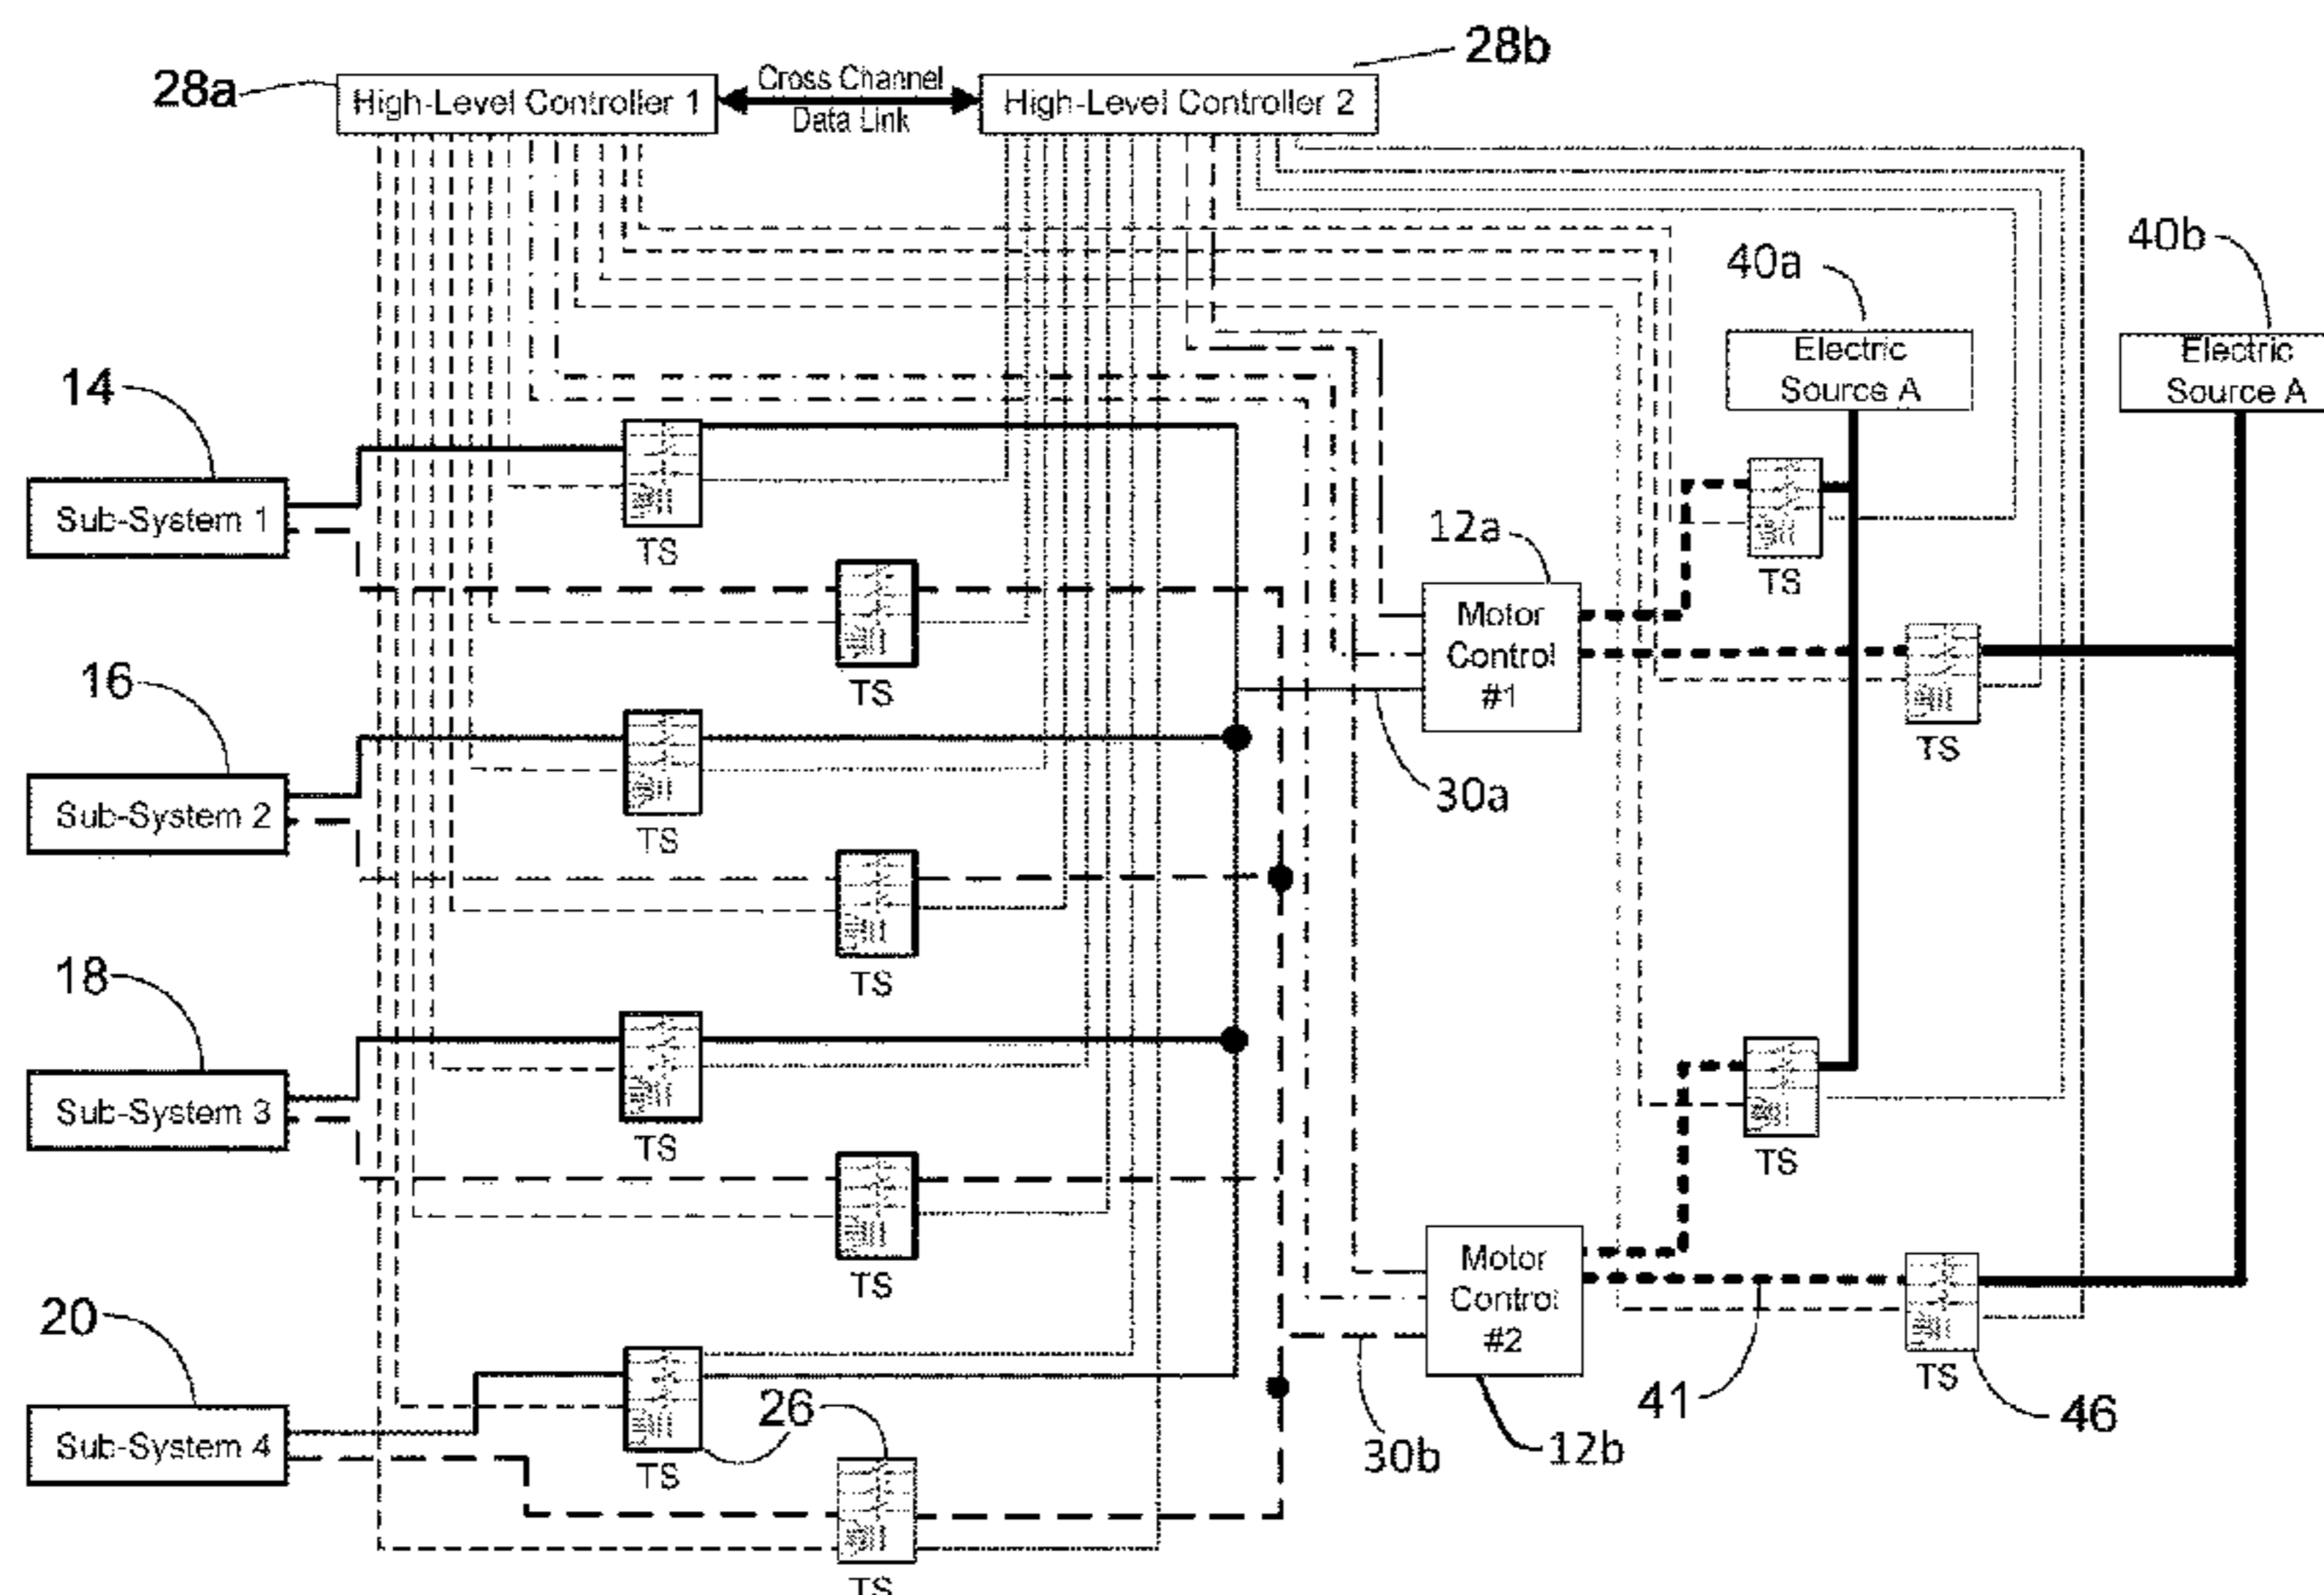 28b
28a
High-Level Controller 1
Cross Channel
Data Link
High-Level Controller 2
40b
40a
Electric
Source A
Electric
Source A
14
Sub-System 1
TS
12a
TS
Motor
Control
#1
TS
16
TS
30a
Sub-System 2
TS
TS
18
Sub-System 3
TS
TS
TS
Motor
Control
#2
20
TS
41
46
26
Sub-System 4
TS
30b
12b
TS